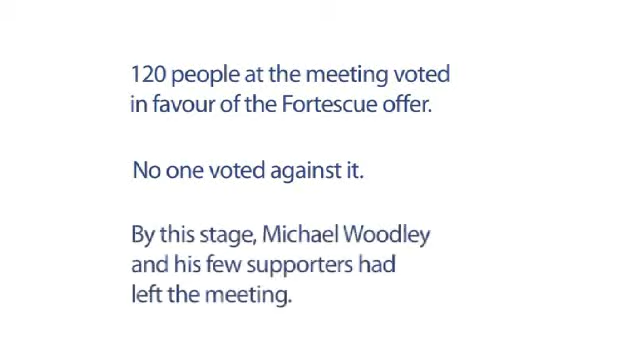 120 people at the meeting voted
in favour of the Fortescue offer.
No one voted against it.
By this stage, Michael Woodley
and his few supporters had
left the meeting.